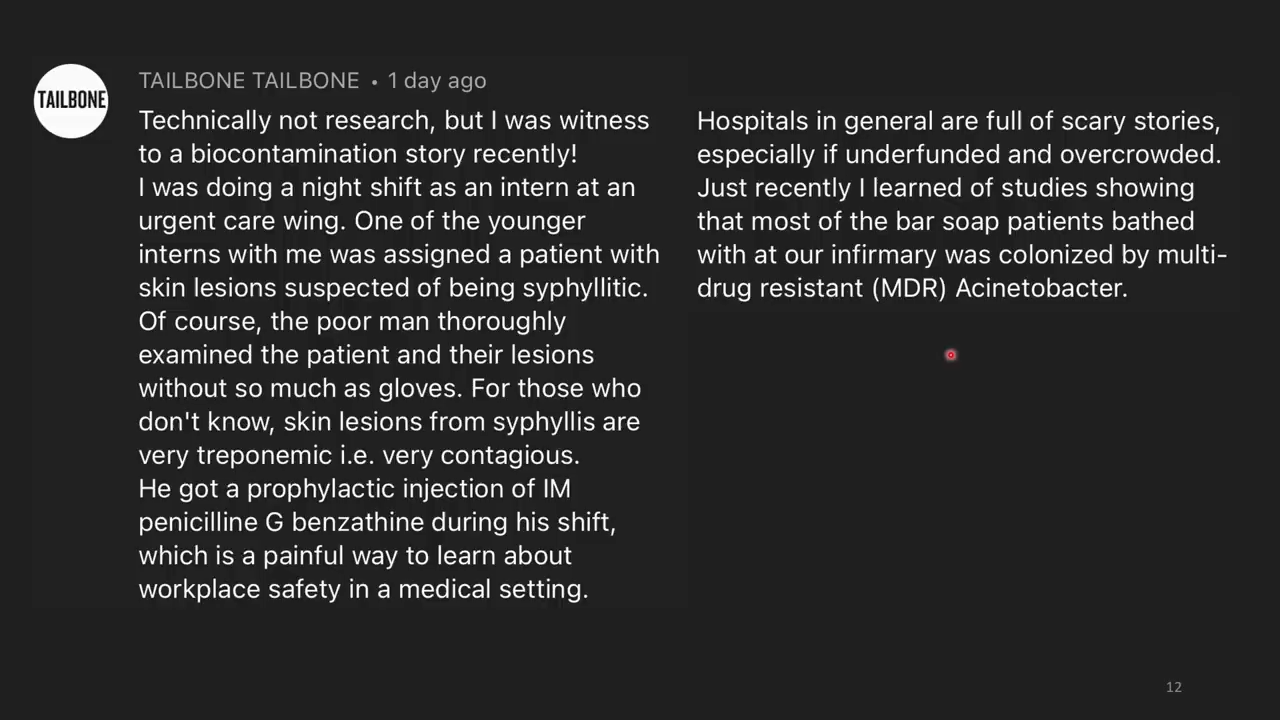 TAILBONE
TAILBONE TAILBONE • 1 day ago
Technically not research, but I was witness
to a biocontamination story recently!
I was doing a night shift as an intern at an
urgent care wing. One of the younger
interns with me was assigned a patient with
skin lesions suspected of being syphyllitic.
Of course, the poor man thoroughly
examined the patient and their lesions
without so much as gloves. For those who
don't know, skin lesions from syphyllis are
very treponemic i.e. very contagious.
He got a prophylactic injection of IM
penicilline G benzathine during his shift,
which is a painful way to learn about
workplace safety in a medical setting.
Hospitals in general are full of scary stories,
especially if underfunded and overcrowded.
Just recently I learned of studies showing
that most of the bar soap patients bathed
with at our infirmary was colonized by multi-
drug resistant (MDR) Acinetobacter.
12